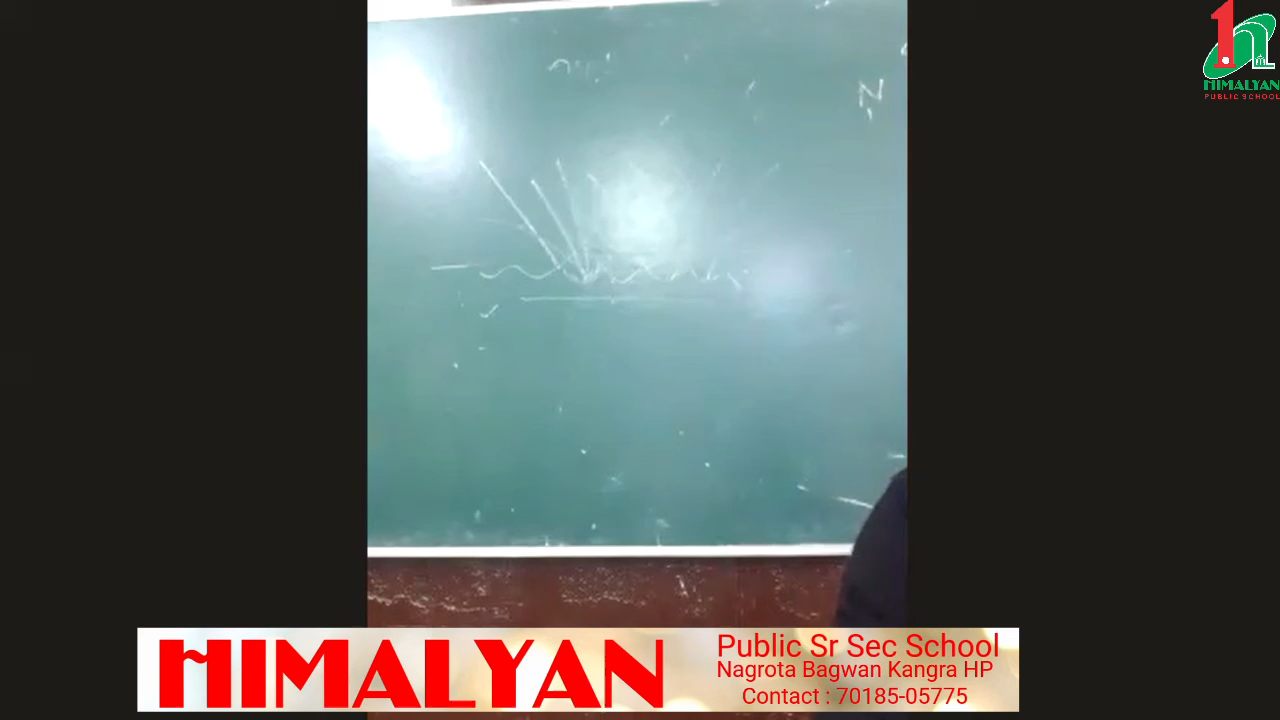 HIMALYAN
PUBLIC SCHOOL
N
HIMALYAN
Public Sr Sec School
Nagrota Bagwan Kangra HP
Contact : 70185-05775